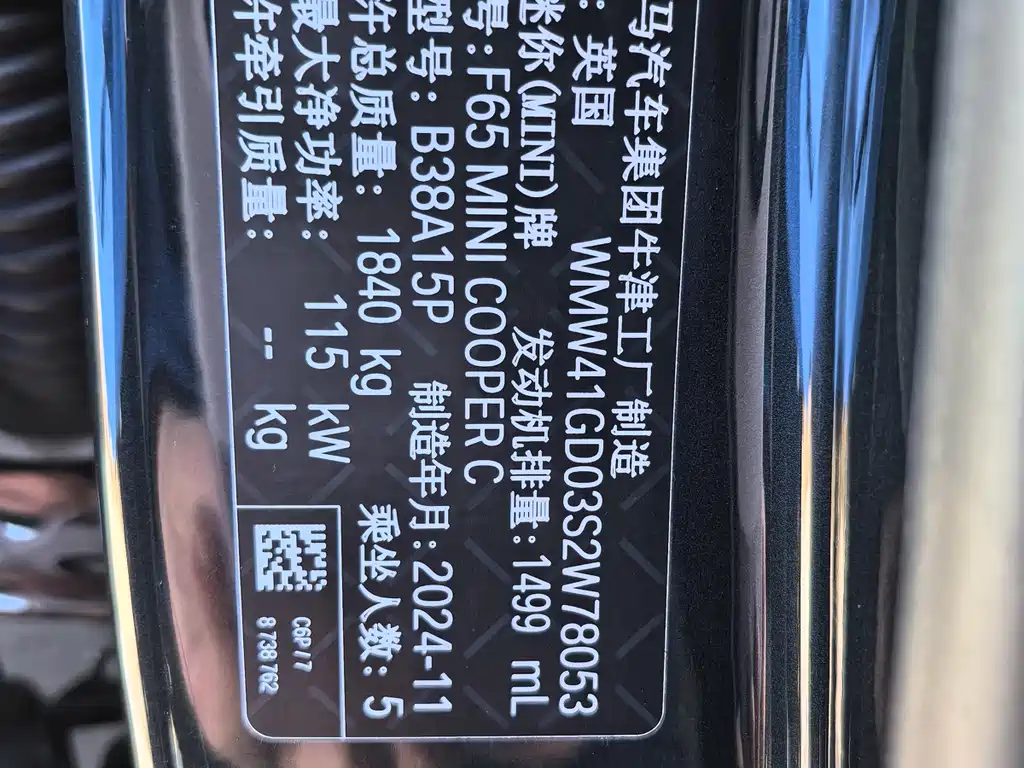 马汽车集团牛津工厂制造
: 英国 WMW41GD03S2W78053
迷你(MINI)牌 发动机排量: 1499 mL
号: F65 MINI COOPER C
型号: B38A15P 制造年月: 2024-11
许总质量: 1840 kg 乘坐人数: 5
最大净功率: 115 kW
许牵引质量: -- kg
C6P17
8 738 762